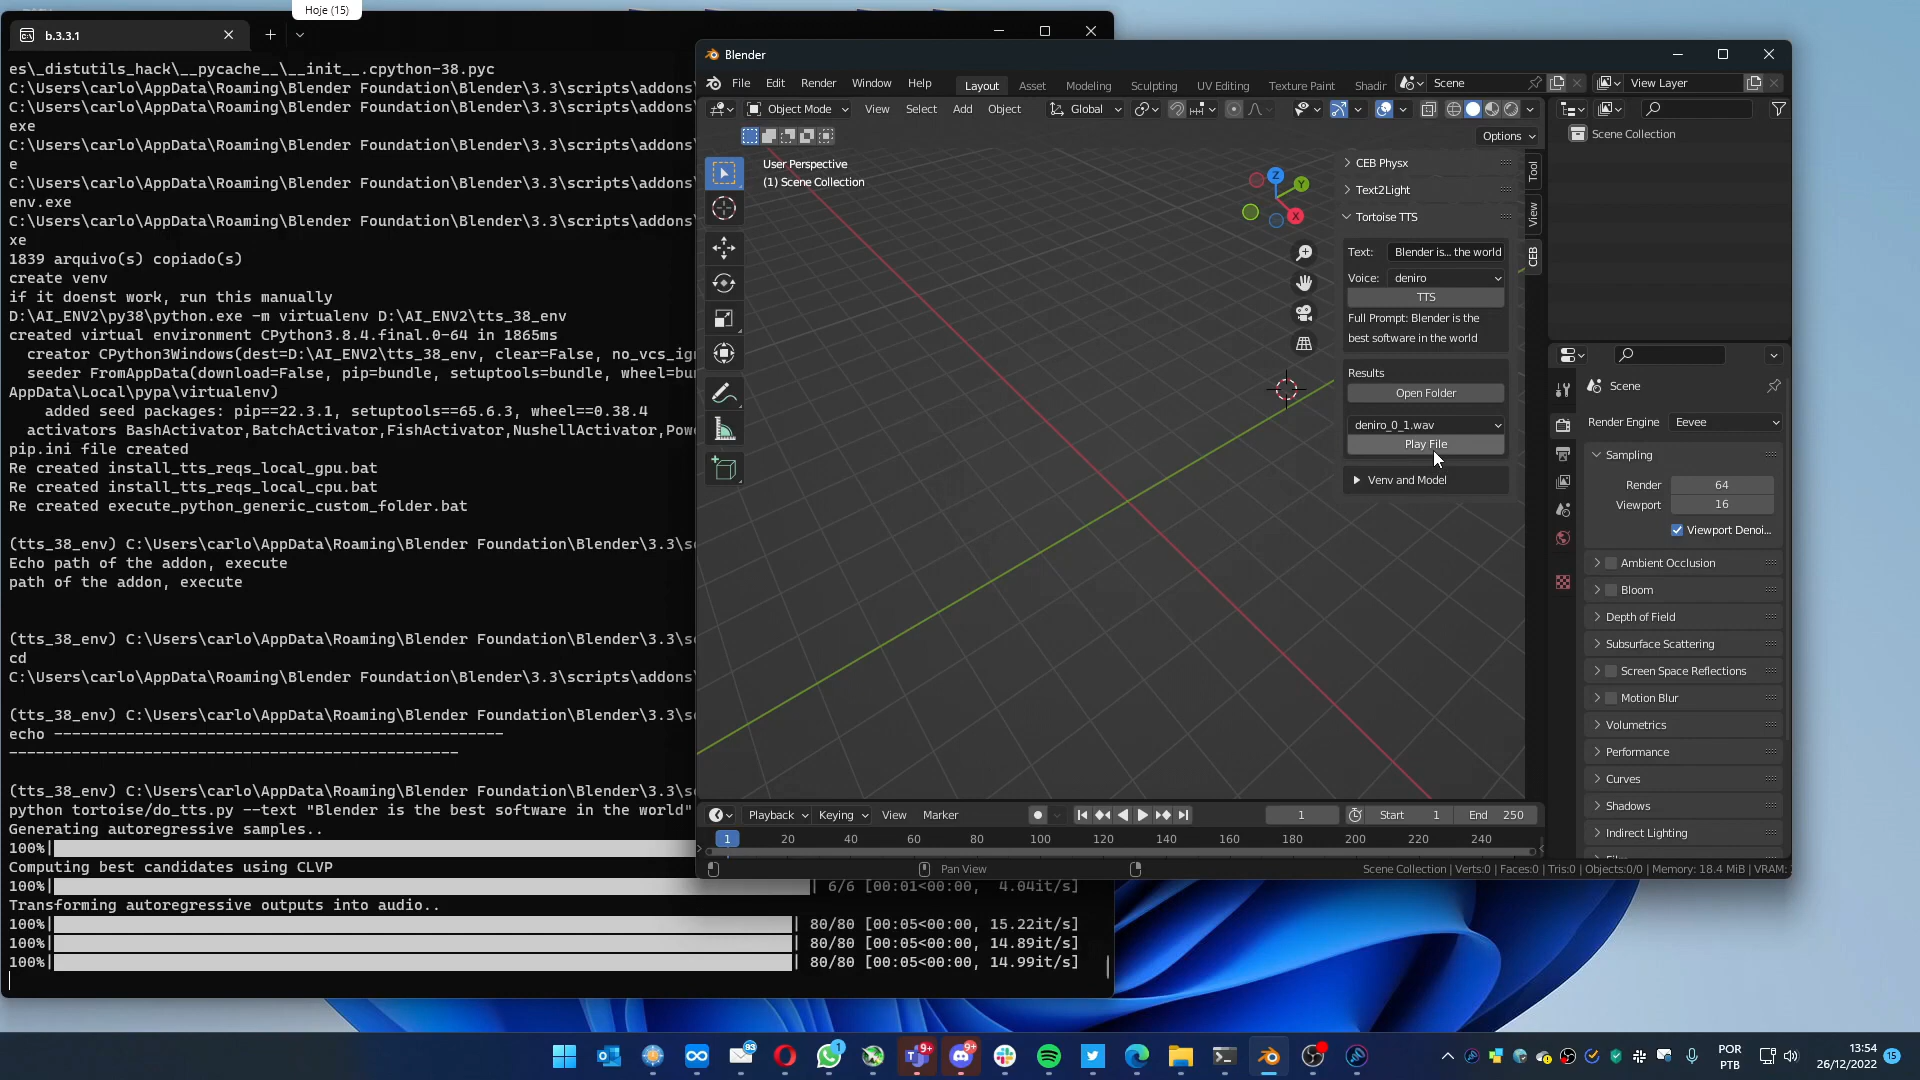 Hoje (15)
b.3.3.1
es\_distutils_hack\__pycache__\__init__.cpython-38.pyc
C:\Users\carlo\AppData\Roaming\Blender Foundation\Blender\3.3\scripts\addons
C:\Users\carlo\AppData\Roaming\Blender Foundation\Blender\3.3\scripts\addons
exe
C:\Users\carlo\AppData\Roaming\Blender Foundation\Blender\3.3\scripts\addons
e
C:\Users\carlo\AppData\Roaming\Blender Foundation\Blender\3.3\scripts\addons
env.exe
C:\Users\carlo\AppData\Roaming\Blender Foundation\Blender\3.3\scripts\addons
xe
1839 arquivo(s) copiado(s)
create venv
if it doenst work, run this manually
D:\AI_ENV2\py38\python.exe -m virtualenv D:\AI_ENV2\tts_38_env
created virtual environment CPython3.8.4.final.0-64 in 1865ms
creator CPython3Windows(dest=D:\AI_ENV2\tts_38_env, clear=False, no_vcs_ign
seeder FromAppData(download=False, pip=bundle, setuptools=bundle, wheel=bun
AppData\Local\pypa\virtualenv)
added seed packages: pip==22.3.1, setuptools==65.6.3, wheel==0.38.4
activators BashActivator,BatchActivator,FishActivator,NushellActivator,Powe
pip.ini file created
Re created install_tts_reqs_local_gpu.bat
Re created install_tts_reqs_local_cpu.bat
Re created execute_python_generic_custom_folder.bat
(tts_38_env) C:\Users\carlo\AppData\Roaming\Blender Foundation\Blender\3.3\sc
Echo path of the addon, execute
path of the addon, execute
(tts_38_env) C:\Users\carlo\AppData\Roaming\Blender Foundation\Blender\3.3\sc
cd
C:\Users\carlo\AppData\Roaming\Blender Foundation\Blender\3.3\scripts\addons
(tts_38_env) C:\Users\carlo\AppData\Roaming\Blender Foundation\Blender\3.3\sc
echo --------------------------------------------------
--------------------------------------------------
(tts_38_env) C:\Users\carlo\AppData\Roaming\Blender Foundation\Blender\3.3\sc
python tortoise/do_tts.py --text "Blender is the best software in the world"
Generating autoregressive samples..
100%|
Computing best candidates using CLVP
100%| | 6/6 [00:01<00:00, 4.04it/s]
Transforming autoregressive outputs into audio..
100%| | 80/80 [00:05<00:00, 15.22it/s]
100%| | 80/80 [00:05<00:00, 14.89it/s]
100%| | 80/80 [00:05<00:00, 14.99it/s]
Blender
File Edit Render Window Help Layout Asset Modeling Sculpting UV Editing Texture Paint Shadir Scene View Layer
Object Mode View Select Add Object Global
Options
User Perspective
(1) Scene Collection
Z
Y
X
CEB Physx
Text2Light
Tortoise TTS
Text: Blender is... the world
Voice: deniro
TTS
Full Prompt: Blender is the
best software in the world
Results
Open Folder
deniro_0_1.wav
Play File
Venv and Model
Tool
View
CEB
Scene Collection
Scene
Render Engine Eevee
Sampling
Render 64
Viewport 16
Viewport Denoi...
Ambient Occlusion
Bloom
Depth of Field
Subsurface Scattering
Screen Space Reflections
Motion Blur
Volumetrics
Performance
Curves
Shadows
Indirect Lighting
Playback Keying View Marker 1 Start 1 End 250
1 20 40 60 80 100 120 140 160 180 200 220 240
Pan View
Scene Collection | Verts:0 | Faces:0 | Tris:0 | Objects:0/0 | Memory: 18.4 MiB | VRAM:
93
1
9+
9+
POR
PTB
13:54
26/12/2022
15